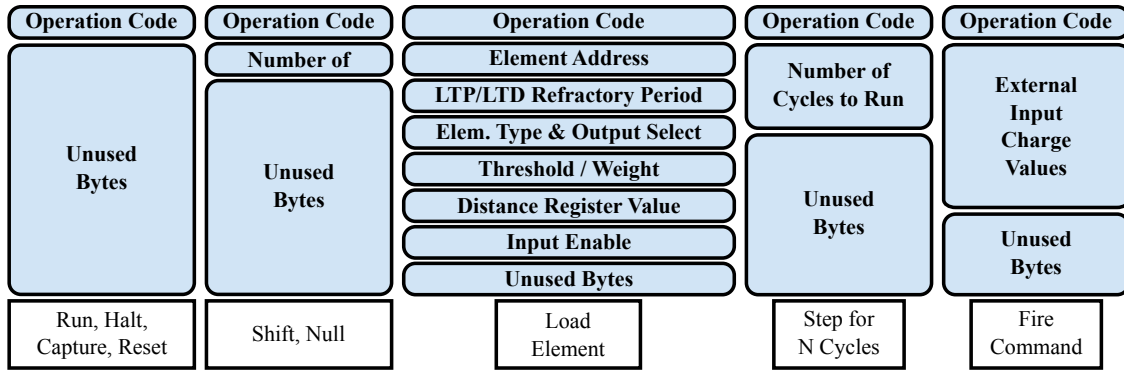 Operation Code
Unused
Bytes
Run, Halt,
Capture, Reset
Operation Code
Number of
Unused
Bytes
Shift, Null
Operation Code
Element Address
LTP/LTD Refractory Period
Elem. Type & Output Select
Threshold / Weight
Distance Register Value
Input Enable
Unused Bytes
Load
Element
Operation Code
Number of
Cycles to Run
Unused
Bytes
Step for
N Cycles
Operation Code
External
Input
Charge
Values
Unused
Bytes
Fire
Command